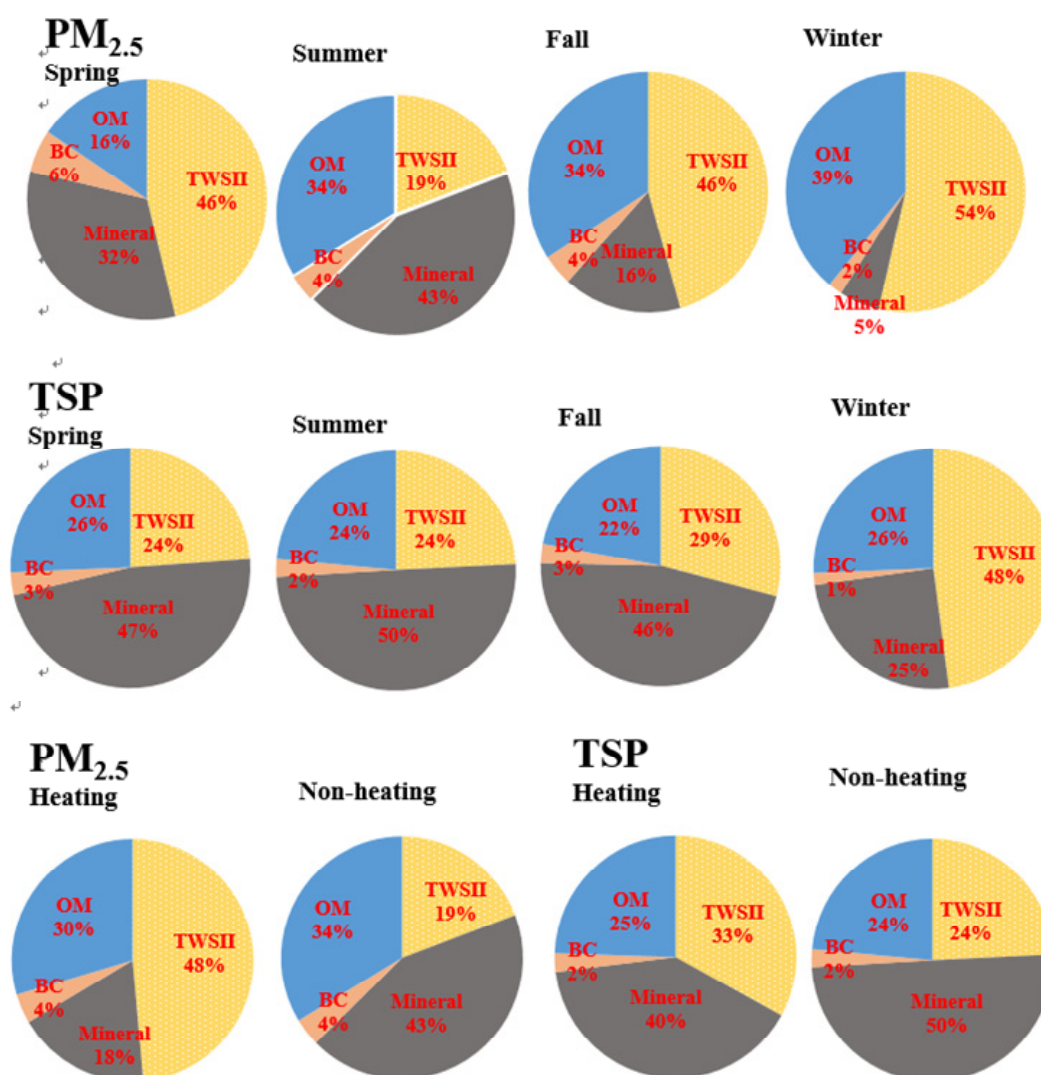 PM2.5
Spring
Summer
Fall
Winter
OM
16%
BC
6%
TWSII
46%
Mineral
32%
OM
34%
TWSII
19%
BC
4%
Mineral
43%
OM
34%
TWSII
46%
BC
4%
Mineral
16%
OM
39%
TWSII
54%
BC
2%
Mineral
5%
TSP
Spring
Summer
Fall
Winter
OM
26%
TWSII
24%
BC
3%
Mineral
47%
OM
24%
TWSII
24%
BC
2%
Mineral
50%
OM
22%
TWSII
29%
BC
3%
Mineral
46%
OM
26%
TWSII
48%
BC
1%
Mineral
25%
PM2.5
Heating
Non-heating
TSP
Heating
Non-heating
OM
30%
TWSII
48%
BC
4%
Mineral
18%
OM
34%
TWSII
19%
BC
4%
Mineral
43%
OM
25%
TWSII
33%
BC
2%
Mineral
40%
OM
24%
TWSII
24%
BC
2%
Mineral
50%